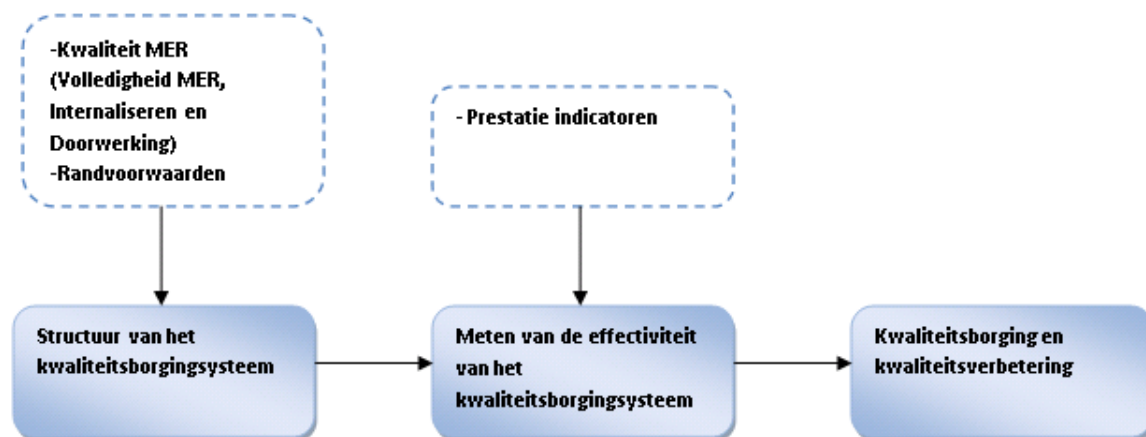 -Kwaliteit MER
(Volledigheid MER,
Internaliseren en
Doorwerking)
-Randvoorwaarden
- Prestatie indicatoren
Structuur van het
kwaliteitsborgingsysteem
Meten van de effectiviteit
van het
kwaliteitsborgingsysteem
Kwaliteitsborging en
kwaliteitsverbetering